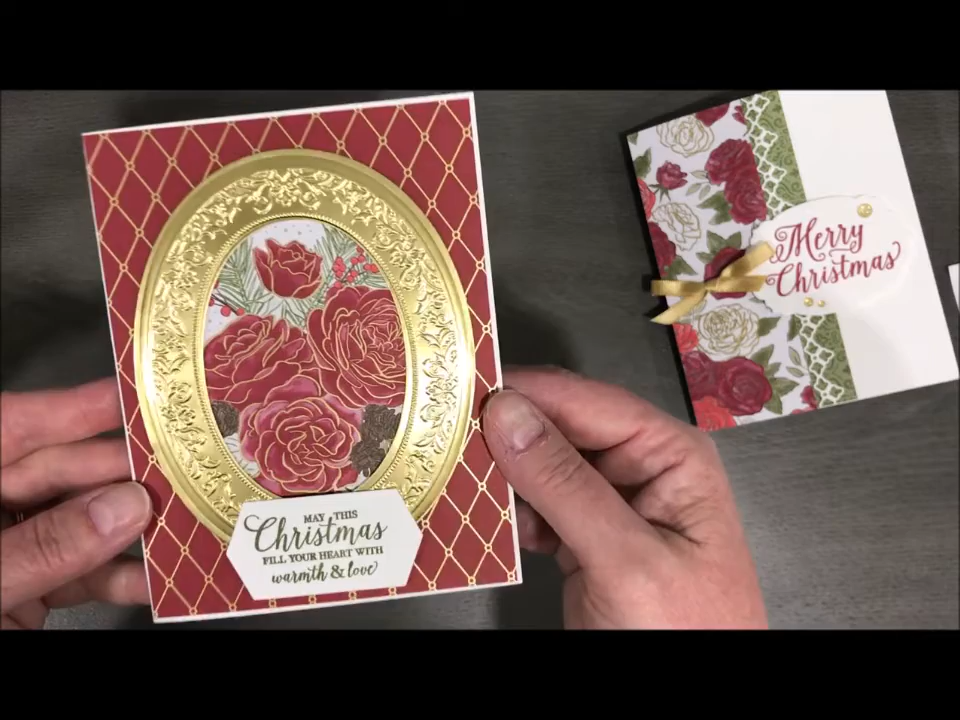 MAY THIS
Christmas
FILL YOUR HEART WITH
warmth & love
Merry
Christmas